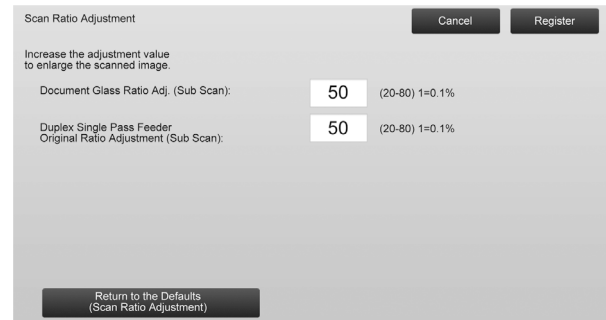 Scan Ratio Adjustment
Cancel
Register
Increase the adjustment value
to enlarge the scanned image.
Document Glass Ratio Adj. (Sub Scan):
50
(20-80) 1=0.1%
Duplex Single Pass Feeder
Original Ratio Adjustment (Sub Scan):
50
(20-80) 1=0.1%
Return to the Defaults
(Scan Ratio Adjustment)